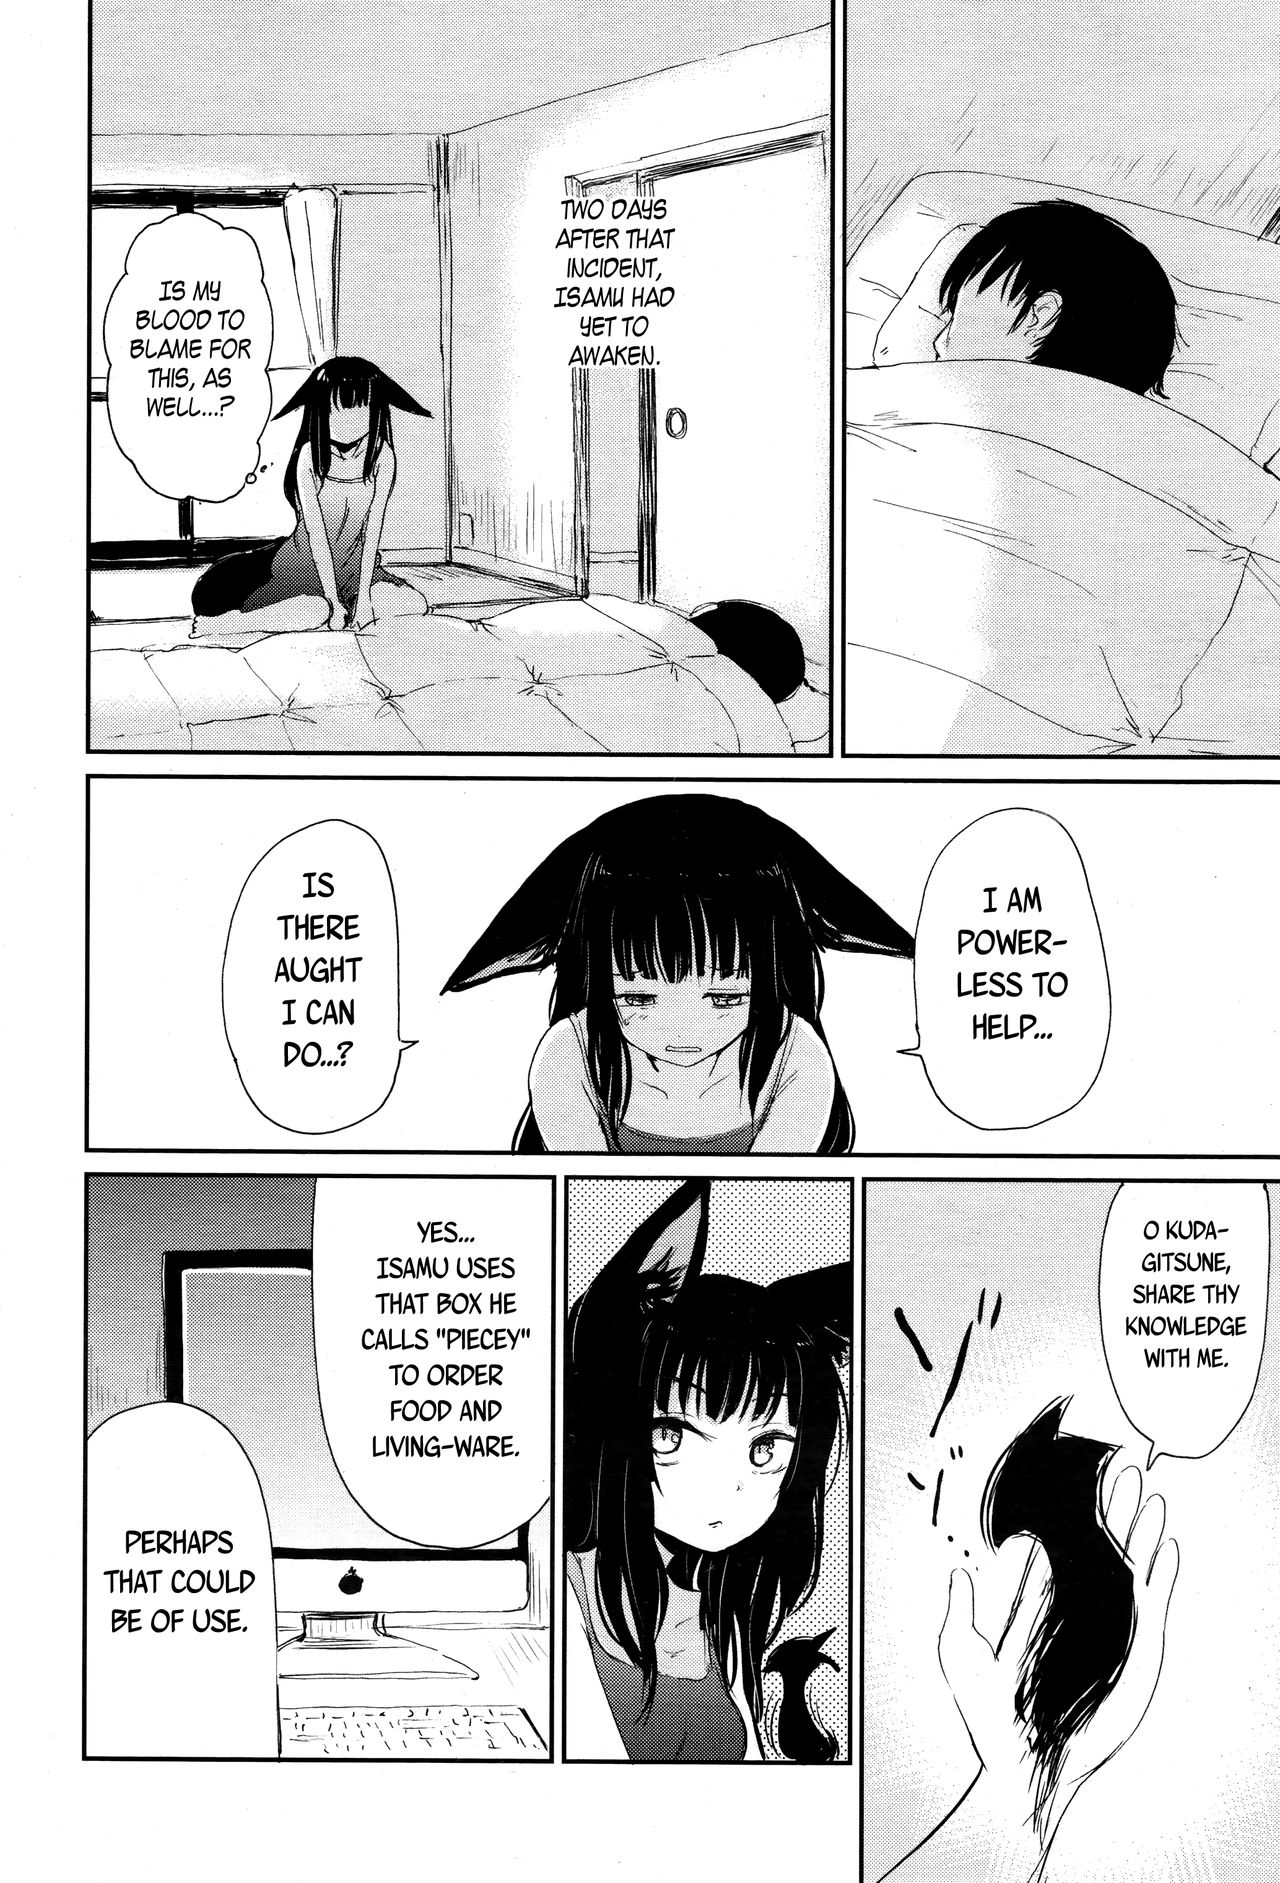 TWO DAYS
AFTER THAT
INCIDENT,
ISAMU HAD
YET TO
AWAKEN.
IS MY
BLOOD TO
BLAME FOR
THIS, AS
WELL...?
I AM
POWER-
LESS TO
HELP...
IS
THERE
AUGHT
I CAN
DO...?
O KUDA-
GITSUNE,
SHARE THY
KNOWLEDGE
WITH ME.
YES...
ISAMU USES
THAT BOX HE
CALLS "PIECEY"
TO ORDER
FOOD AND
LIVING-WARE.
PERHAPS
THAT COULD
BE OF USE.